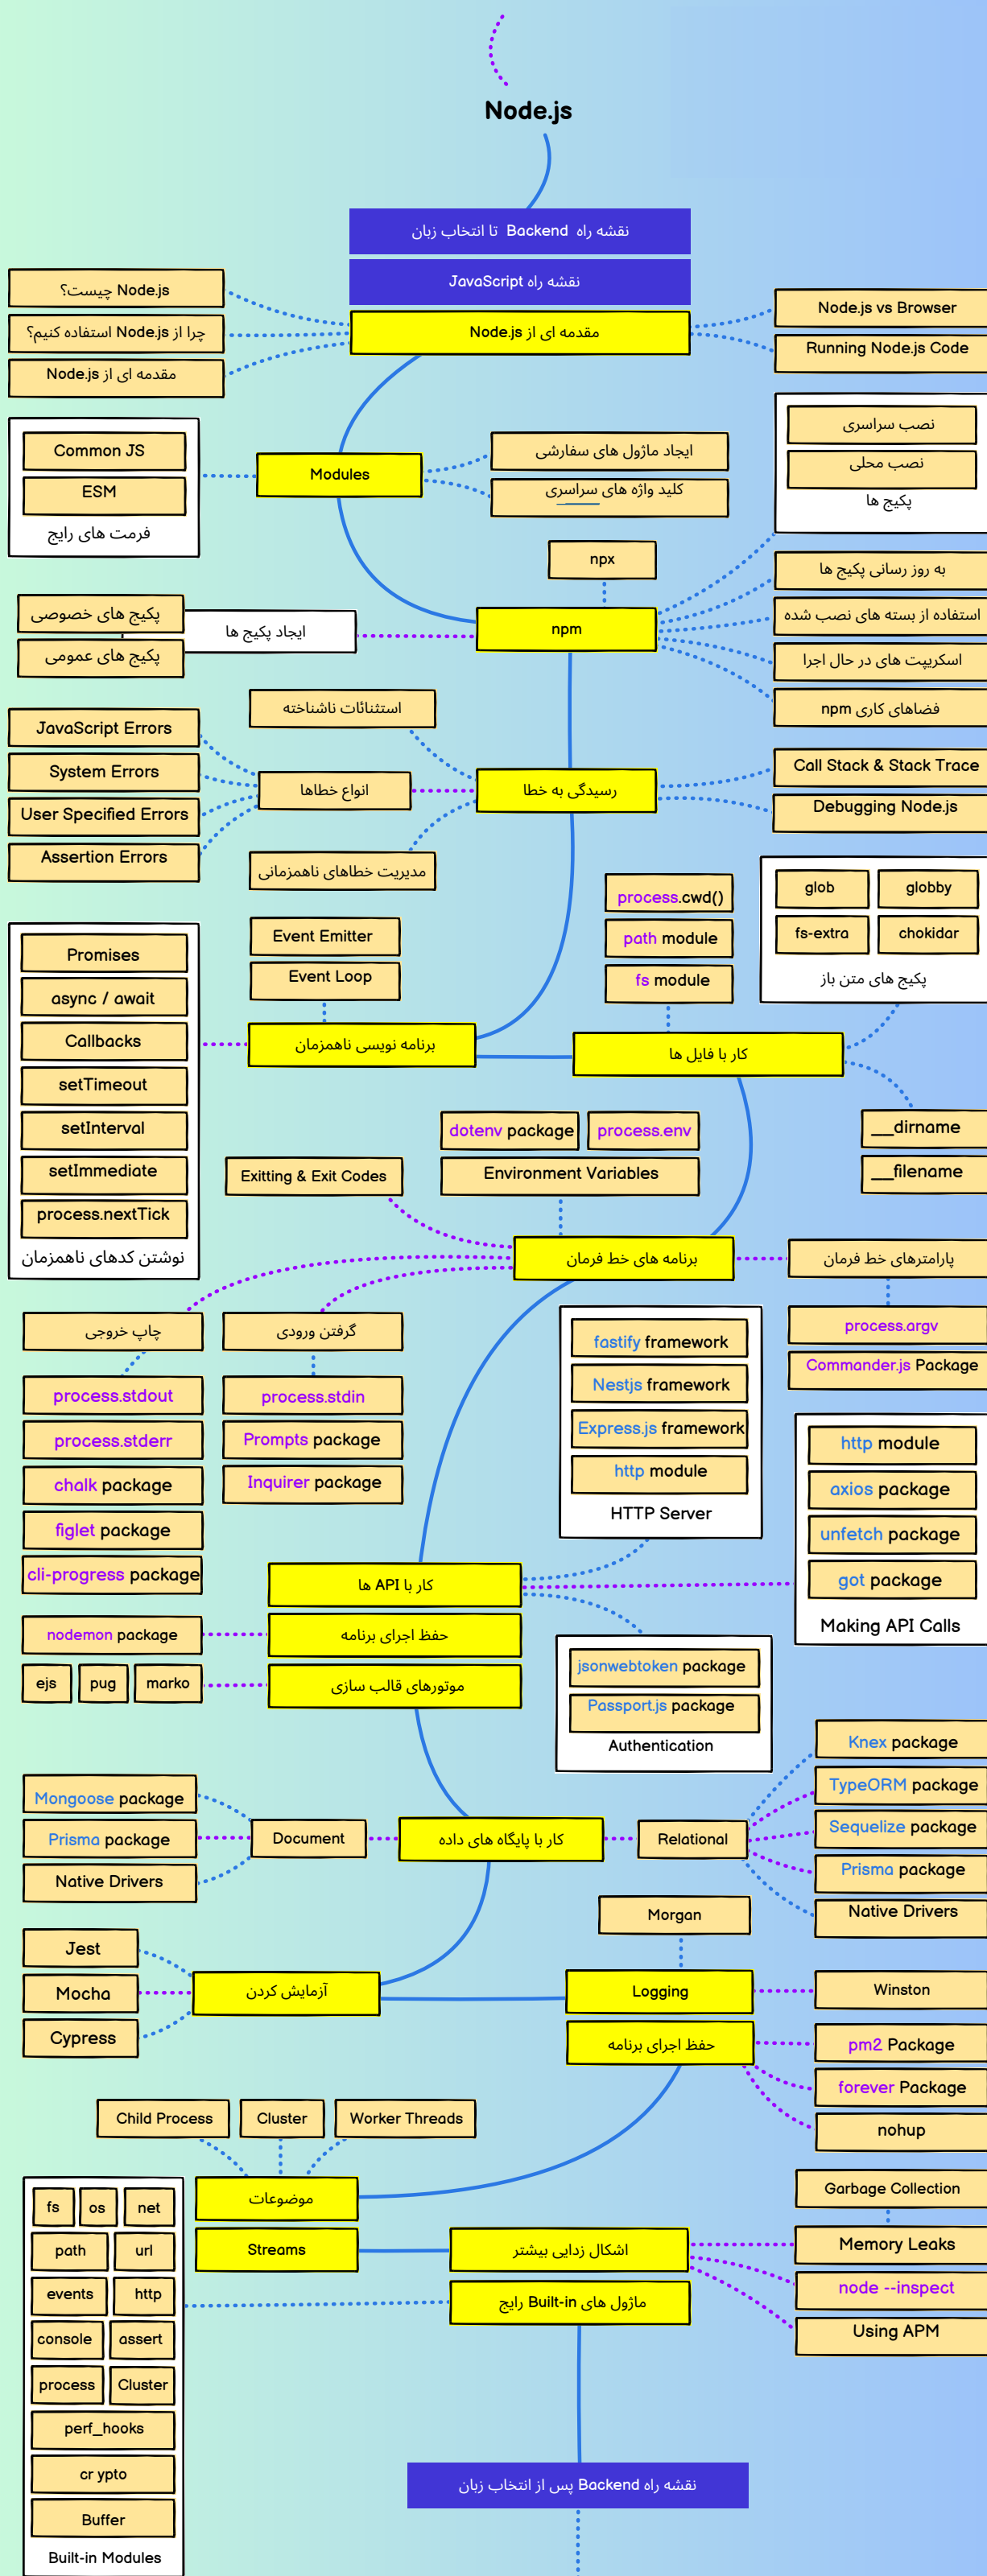 Node.js
نقشه راه Backend تا انتخاب زبان
نقشه راه JavaScript
مقدمه ای از Node.js
Node.js چیست؟
چرا از Node.js استفاده کنیم؟
مقدمه ای از Node.js
Node.js vs Browser
Running Node.js Code
Common JS
ESM
فرمت های رایج
Modules
ایجاد ماژول های سفارشی
کلید واژه های سراسری
نصب سراسری
نصب محلی
پکیج ها
npx
npm
به روز رسانی پکیج ها
استفاده از بسته های نصب شده
اسکریپت های در حال اجرا
فضاهای کاری npm
پکیج های خصوصی
پکیج های عمومی
ایجاد پکیج ها
استثنائات ناشناخته
JavaScript Errors
System Errors
User Specified Errors
Assertion Errors
انواع خطاها
رسیدگی به خطا
مدیریت خطاهای ناهمزمانی
Call Stack & Stack Trace
Debugging Node.js
process.cwd()
path module
fs module
glob
globby
fs-extra
chokidar
پکیج های متن باز
Event Emitter
Event Loop
برنامه نویسی ناهمزمان
کار با فایل ها
Promises
async / await
Callbacks
setTimeout
setInterval
setImmediate
process.nextTick
نوشتن کدهای ناهمزمان
__dirname
__filename
dotenv package
process.env
Environment Variables
Exitting & Exit Codes
برنامه های خط فرمان
پارامترهای خط فرمان
process.argv
Commander.js Package
چاپ خروجی
process.stdout
process.stderr
chalk package
figlet package
cli-progress package
گرفتن ورودی
process.stdin
Prompts package
Inquirer package
fastify framework
Nestjs framework
Express.js framework
http module
HTTP Server
http module
axios package
unfetch package
got package
Making API Calls
کار با API ها
حفظ اجرای برنامه
nodemon package
موتورهای قالب سازی
ejs
pug
marko
jsonwebtoken package
Passport.js package
Authentication
Knex package
TypeORM package
Sequelize package
Prisma package
Native Drivers
Relational
کار با پایگاه های داده
Document
Mongoose package
Prisma package
Native Drivers
Morgan
Jest
Mocha
Cypress
آزمایش کردن
Logging
Winston
حفظ اجرای برنامه
pm2 Package
forever Package
nohup
Child Process
Cluster
Worker Threads
موضوعات
Streams
اشکال زدایی بیشتر
Garbage Collection
Memory Leaks
node --inspect
Using APM
ماژول های Built-in رایج
fs
os
net
path
url
events
http
console
assert
process
Cluster
perf_hooks
cr ypto
Buffer
Built-in Modules
نقشه راه Backend پس از انتخاب زبان